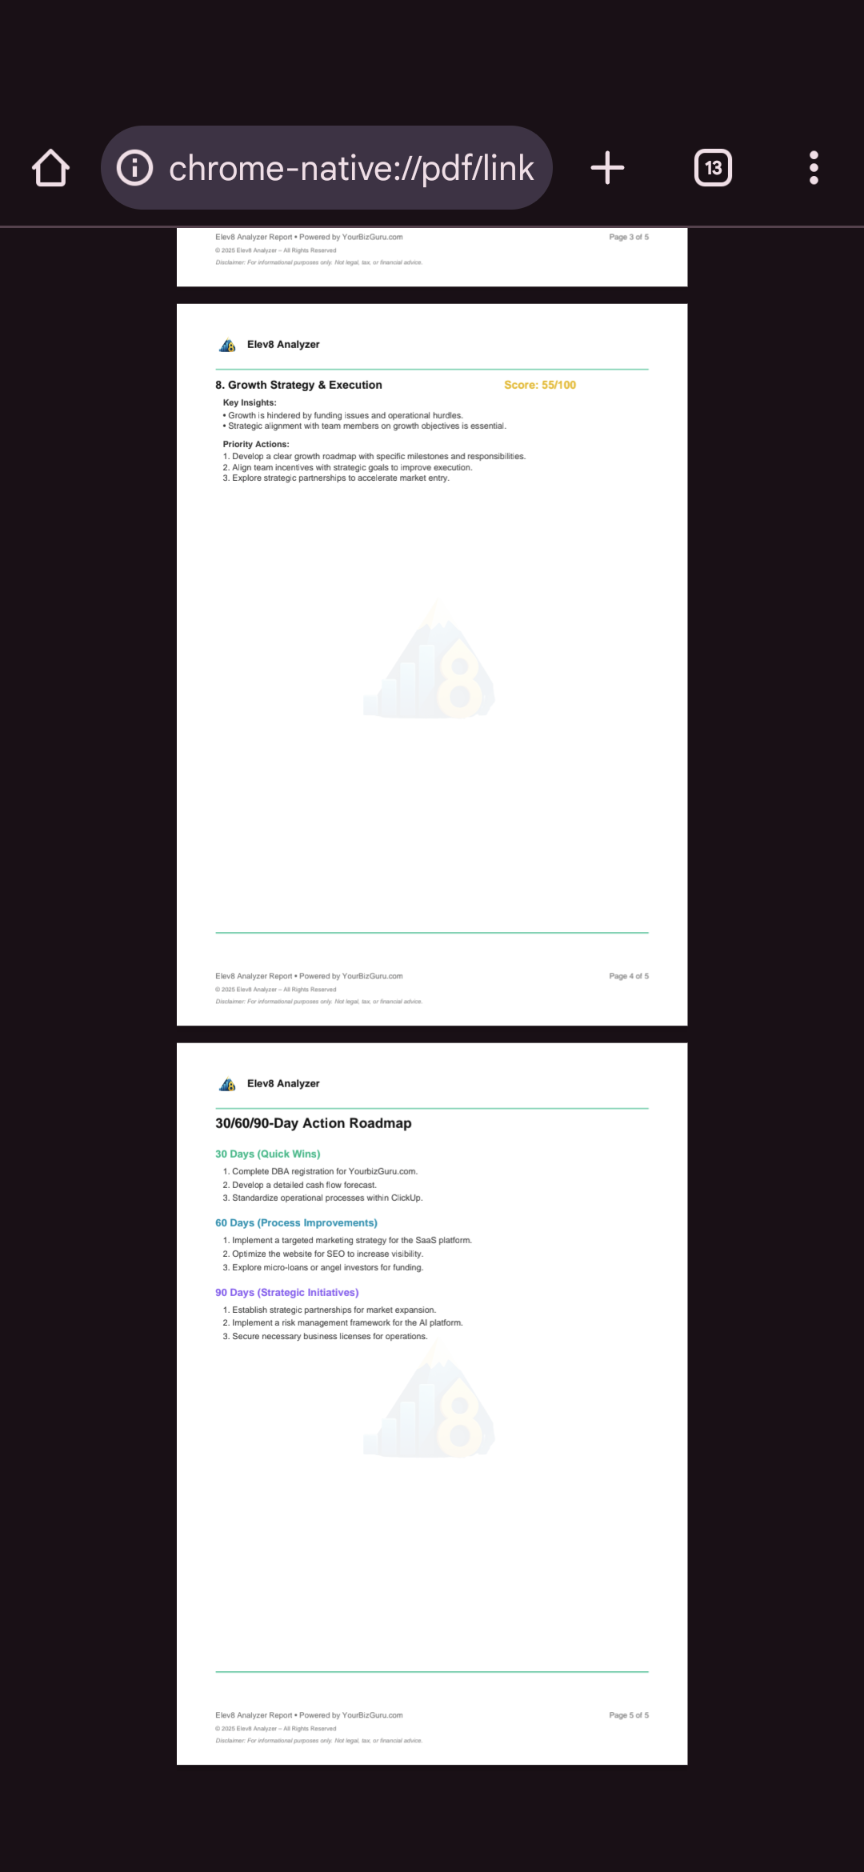 chrome-native://pdf/link
13
Elev8 Analyzer Report • Powered by YourBizGuru.com Page 3 of 5
© 2025 Elev8 Analyzer – All Rights Reserved
Disclaimer: For informational purposes only. Not legal, tax, or financial advice.
Elev8 Analyzer
8. Growth Strategy & Execution Score: 55/100
Key Insights:
• Growth is hindered by funding issues and operational hurdles.
• Strategic alignment with team members on growth objectives is essential.
Priority Actions:
1. Develop a clear growth roadmap with specific milestones and responsibilities.
2. Align team incentives with strategic goals to improve execution.
3. Explore strategic partnerships to accelerate market entry.
8
Elev8 Analyzer Report • Powered by YourBizGuru.com Page 4 of 5
© 2025 Elev8 Analyzer – All Rights Reserved
Disclaimer: For informational purposes only. Not legal, tax, or financial advice.
Elev8 Analyzer
30/60/90-Day Action Roadmap
30 Days (Quick Wins)
1. Complete DBA registration for YourbizGuru.com.
2. Develop a detailed cash flow forecast.
3. Standardize operational processes within ClickUp.
60 Days (Process Improvements)
1. Implement a targeted marketing strategy for the SaaS platform.
2. Optimize the website for SEO to increase visibility.
3. Explore micro-loans or angel investors for funding.
90 Days (Strategic Initiatives)
1. Establish strategic partnerships for market expansion.
2. Implement a risk management framework for the AI platform.
3. Secure necessary business licenses for operations.
8
Elev8 Analyzer Report • Powered by YourBizGuru.com Page 5 of 5
© 2025 Elev8 Analyzer – All Rights Reserved
Disclaimer: For informational purposes only. Not legal, tax, or financial advice.